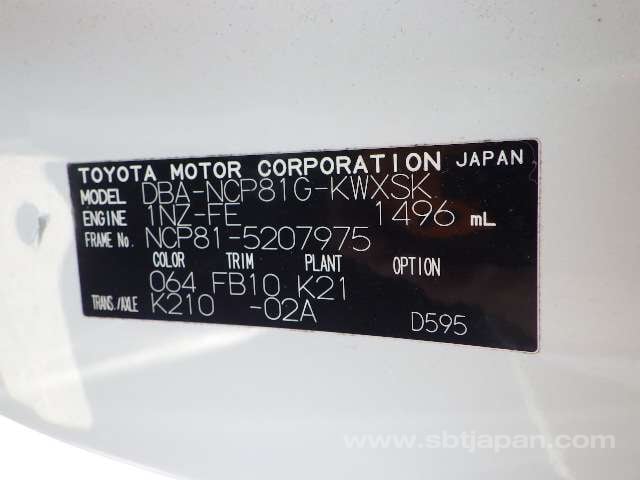 TOYOTA MOTOR CORPORATION JAPAN
MODEL DBA-NCP81G-KWXSK
ENGINE 1NZ-FE 1496 mL
FRAME No. NCP81-5207975
COLOR TRIM PLANT OPTION
064 FB10 K21
TRANS./AXLE K210 -02A
D595
www.sbtjapan.com